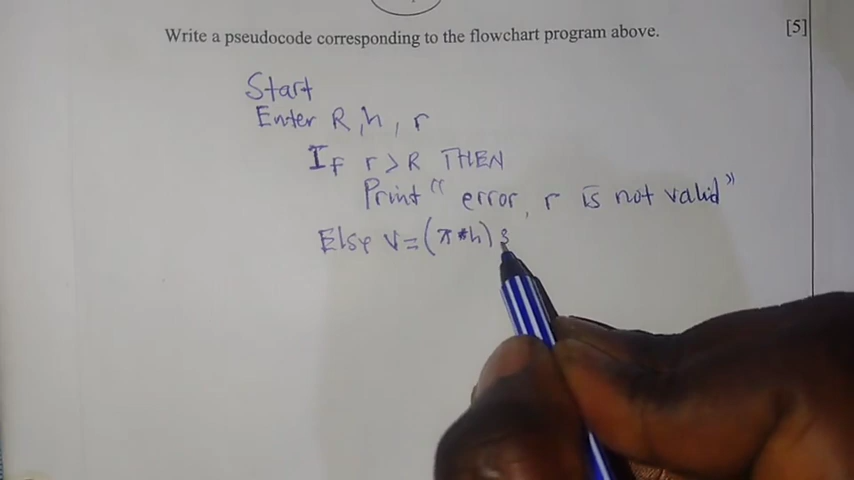 Write a pseudocode corresponding to the flowchart program above. [5]
Start
Enter R, h, r
If r > R THEN
Print " error, r is not valid"
Else V = (π * h)